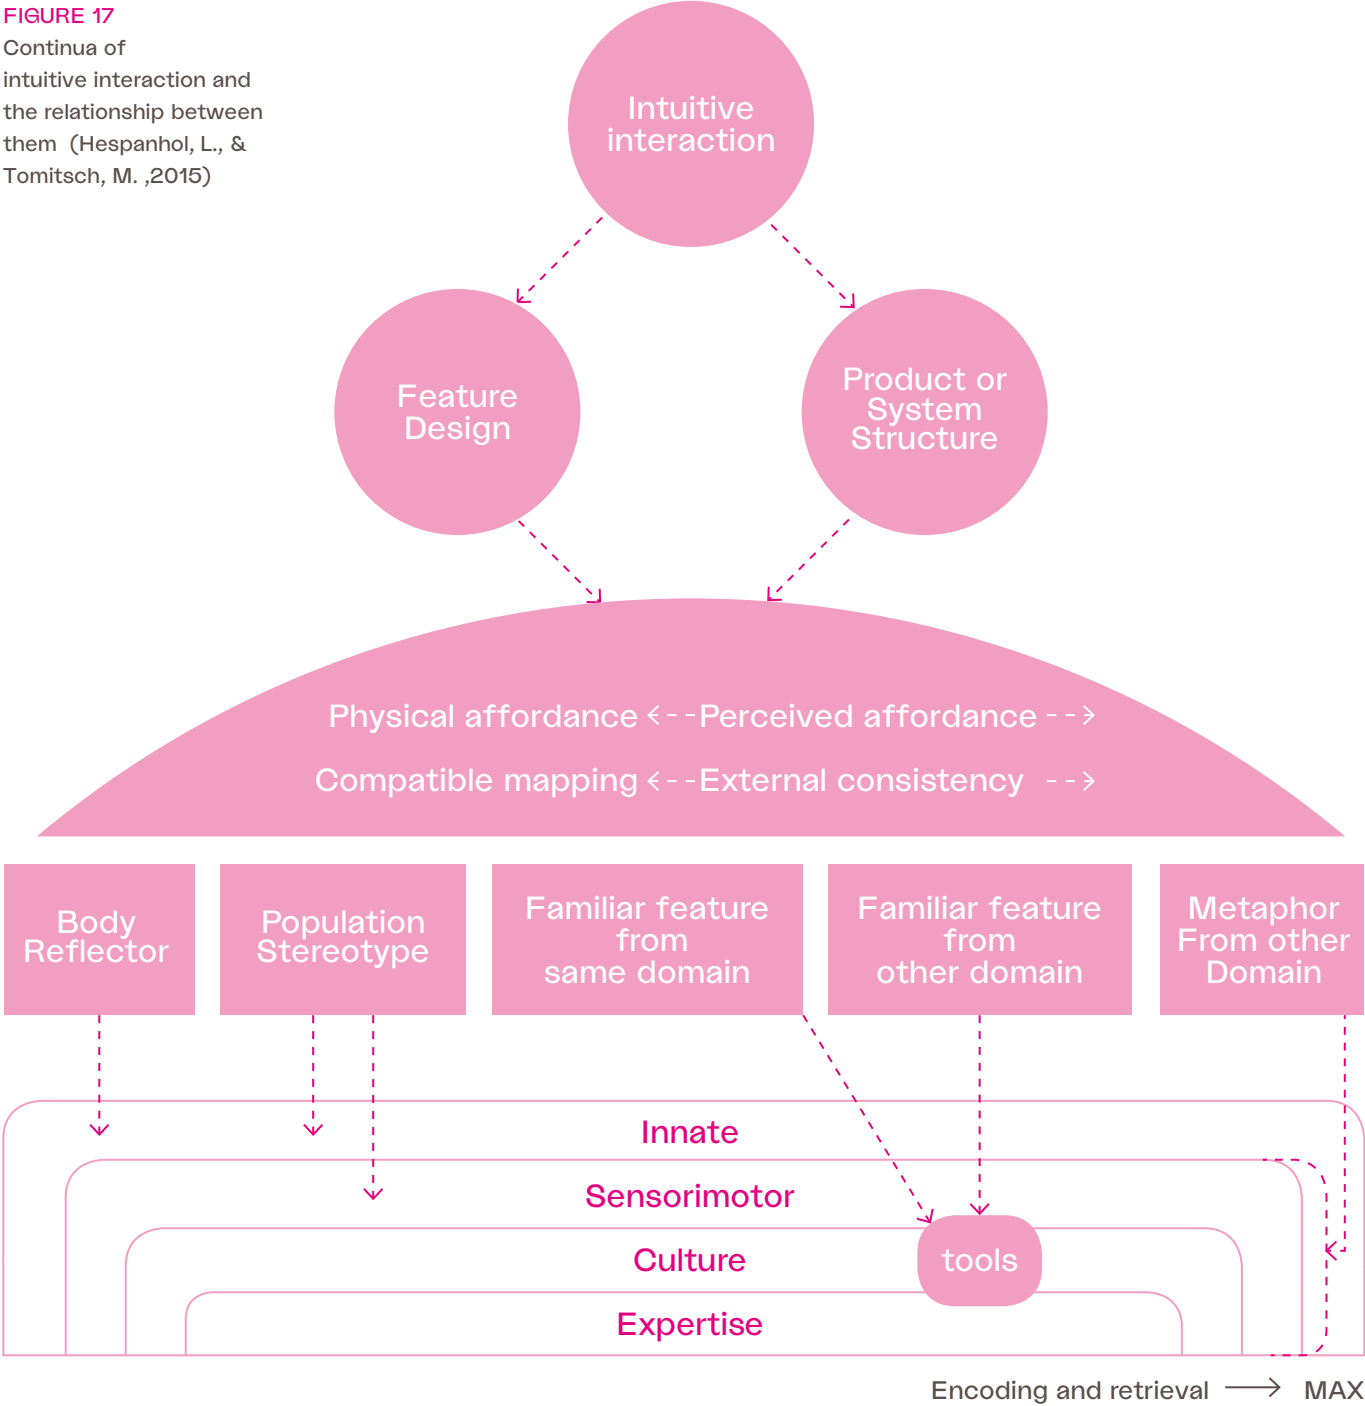 FIGURE 17
Continua of
intuitive interaction and
the relationship between
them (Hespanhol, L., &
Tomitsch, M. ,2015)
Intuitive
interaction
Feature
Design
Product or
System
Structure
Physical affordance
Perceived affordance
Compatible mapping
External consistency
Body
Reflector
Population
Stereotype
Familiar feature
from
same domain
Familiar feature
from
other domain
Metaphor
From other
Domain
Innate
Sensorimotor
Culture
tools
Expertise
Encoding and retrieval
MAX